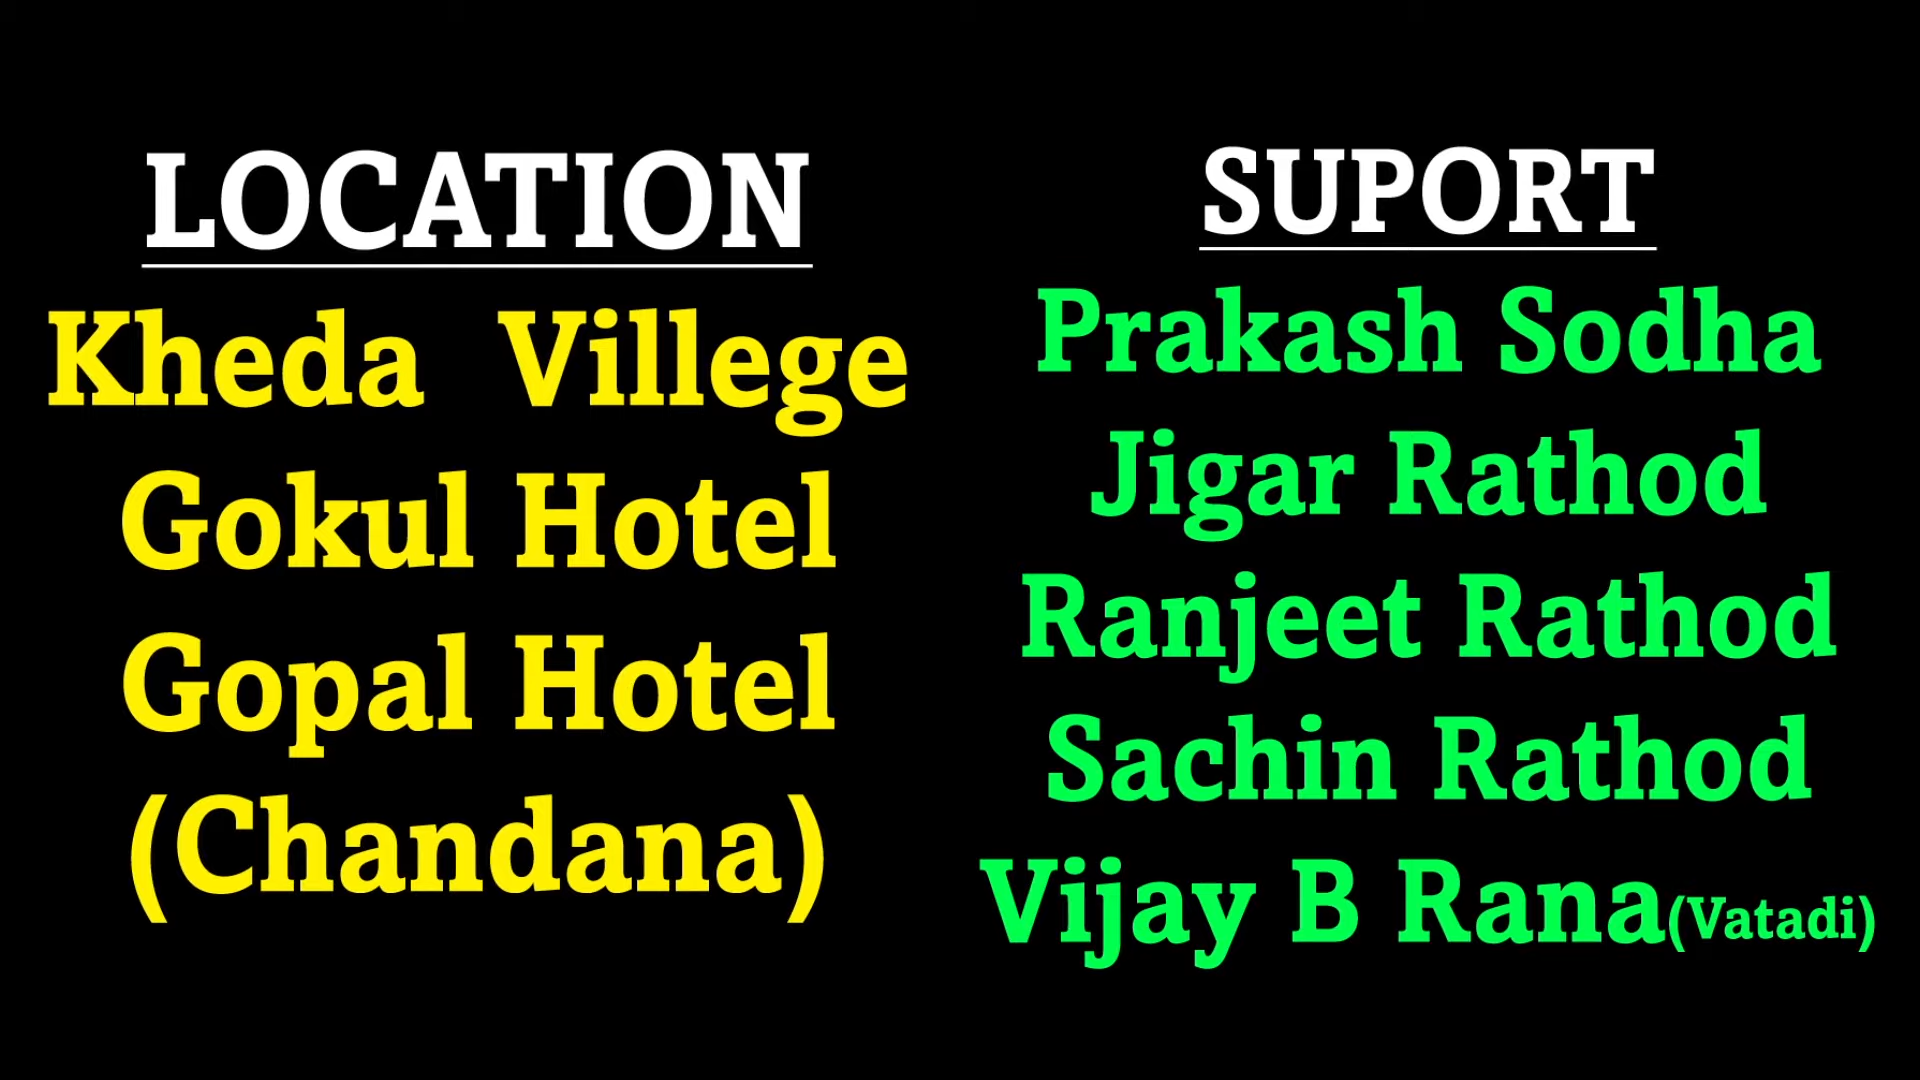 LOCATION
Kheda Villege
Gokul Hotel
Gopal Hotel
(Chandana)
SUPORT
Prakash Sodha
Jigar Rathod
Ranjeet Rathod
Sachin Rathod
Vijay B Rana(Vatadi)